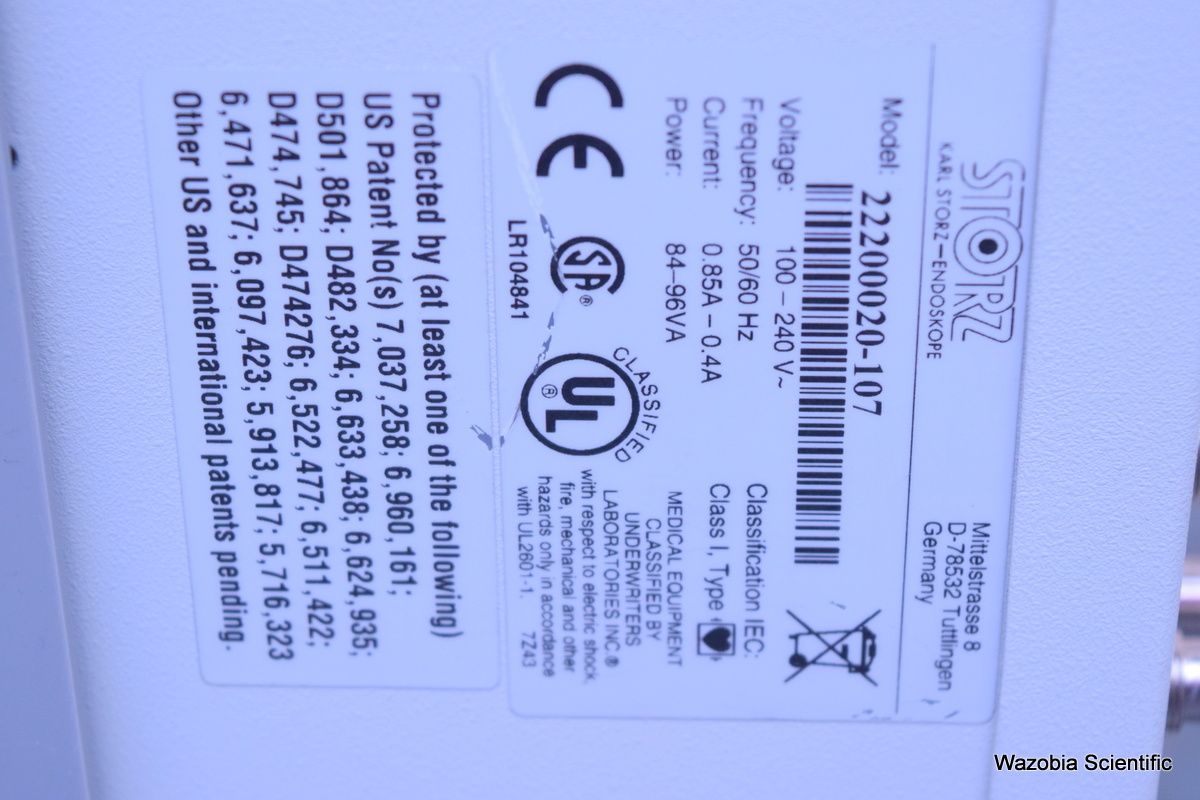 STORZ
KARL STORZ–ENDOSKOPE
Mittelstrasse 8
D-78532 Tuttlingen
Germany
Model: 22200020-107
Voltage: 100 – 240 V~
Frequency: 50/60 Hz
Current: 0.85A – 0.4A
Power: 84–96VA
Classification IEC:
Class I, Type
CE
SA®
LR104841
CLASSIFIED
UL®
MEDICAL EQUIPMENT
CLASSIFIED BY
UNDERWRITERS
LABORATORIES INC.®
with respect to electric shock,
fire, mechanical and other
hazards only in accordance
with UL2601-1. 7Z43
Protected by (at least one of the following)
US Patent No(s) 7,037,258; 6,960,161;
D501,864; D482,334; 6,633,438; 6,624,935;
D474,745; D474276; 6,522,477; 6,511,422;
6,471,637; 6,097,423; 5,913,817; 5,716,323
Other US and international patents pending.
Wazobia Scientific